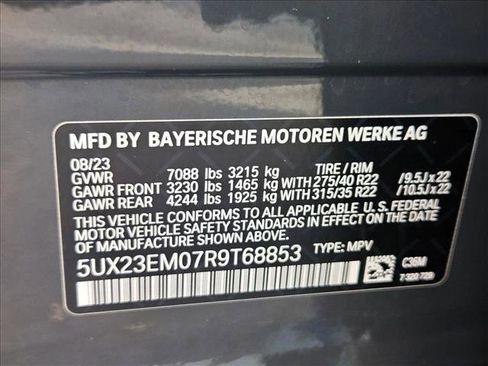 MFD BY BAYERISCHE MOTOREN WERKE AG
08/23
GVWR 7088 lbs 3215 kg TIRE / RIM
GAWR FRONT 3230 lbs 1465 kg WITH 275/40 R22 / 9.5J x 22
GAWR REAR 4244 lbs 1925 kg WITH 315/35 R22 / 10.5J x 22
THIS VEHICLE CONFORMS TO ALL APPLICABLE U. S. FEDERAL
MOTOR VEHICLE SAFETY STANDARDS IN EFFECT ON THE
DATE OF MANUFACTURE SHOWN ABOVE.
5UX23EM07R9T68853 TYPE: MPV
C36M
7 320 728